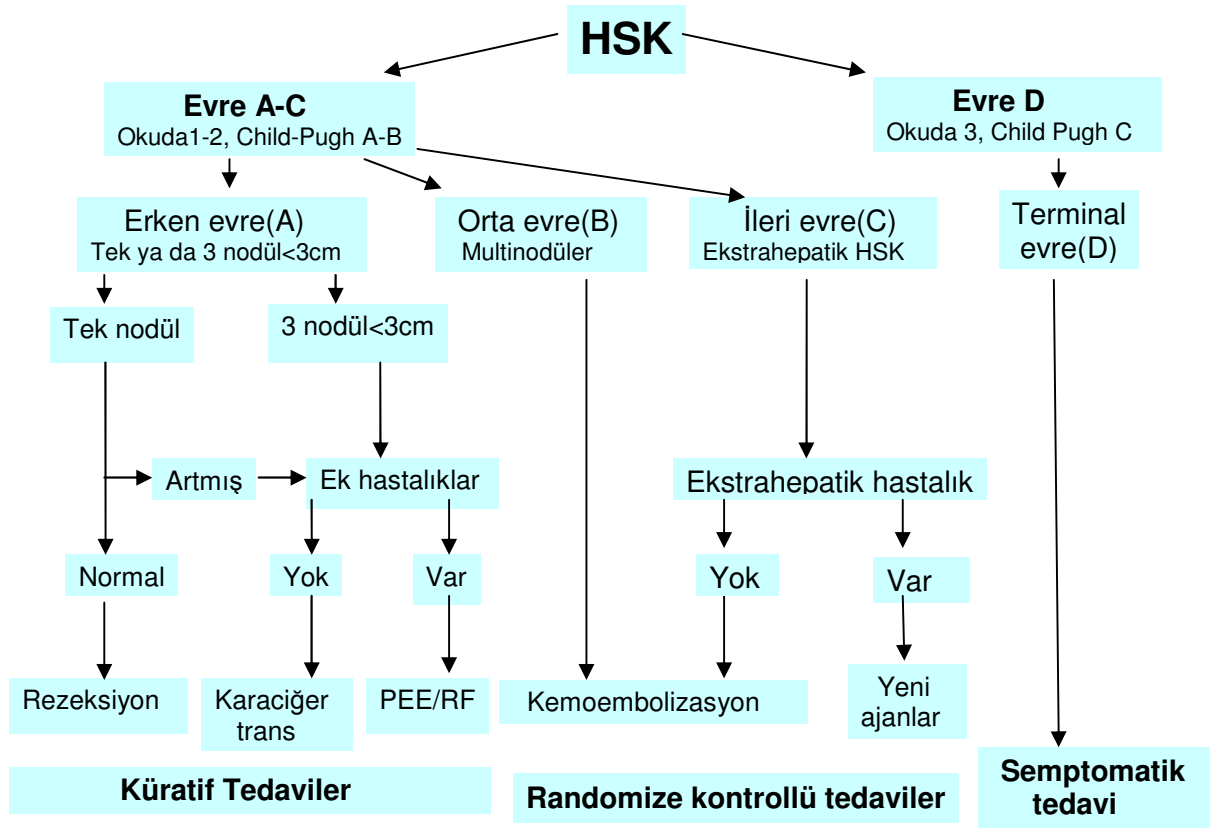 HSK
Evre A-C
Okuda1-2, Child-Pugh A-B
Evre D
Okuda 3, Child Pugh C
Erken evre(A)
Tek ya da 3 nodül<3cm
Orta evre(B)
Multinodüler
İleri evre(C)
Ekstrahepatik HSK
Terminal
evre(D)
Tek nodül
3 nodül<3cm
Artmış
Ek hastalıklar
Ekstrahepatik hastalık
Normal
Yok
Var
Yok
Var
Rezeksiyon
Karaciğer
trans
PEE/RF
Kemoembolizasyon
Yeni
ajanlar
Küratif Tedaviler
Randomize kontrollü tedaviler
Semptomatik
tedavi